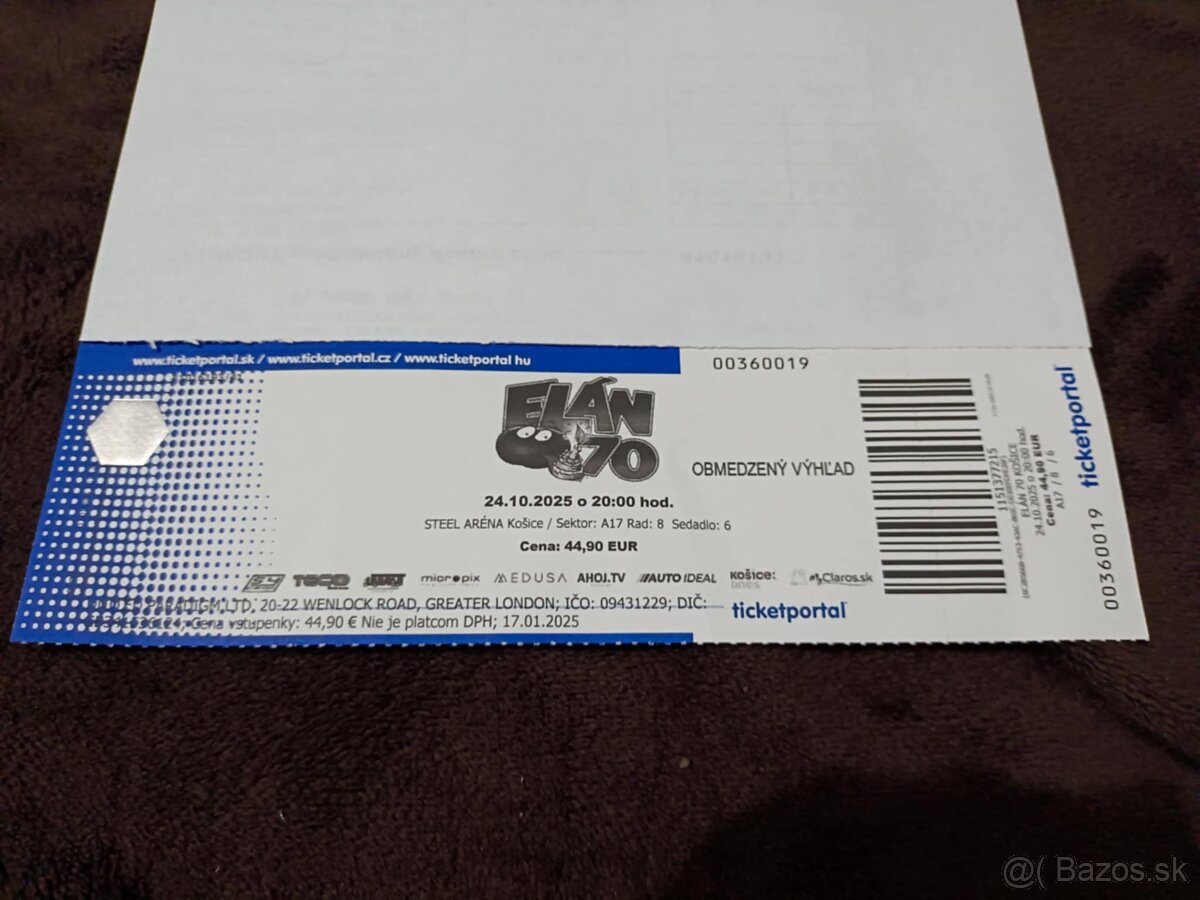 www.ticketportal.sk / www.ticketportal.cz / www.ticketportal hu
00360019
ELÁN
70
OBMEDZENÝ VÝHĽAD
24.10.2025 o 20:00 hod.
STEEL ARÉNA Košice / Sektor: A17 Rad: 8 Sedadlo: 6
Cena: 44,90 EUR
micropix MEDUSA AHOJ.TV AUTO IDEAL KOŠICE: Claros.sk
PARADIGM LTD, 20-22 WENLOCK ROAD, GREATER LONDON; IČO: 09431229; DIČ:
Cena vstupenky: 44,90 € Nie je platcom DPH; 17.01.2025
ticketportal
1151377215
ELÁN 70 KOŠICE
24.10.2025 o 20:00 hod.
Cena: 44,90 EUR
A17 / 8 / 6
ticketportal
00360019
@( Bazos.sk